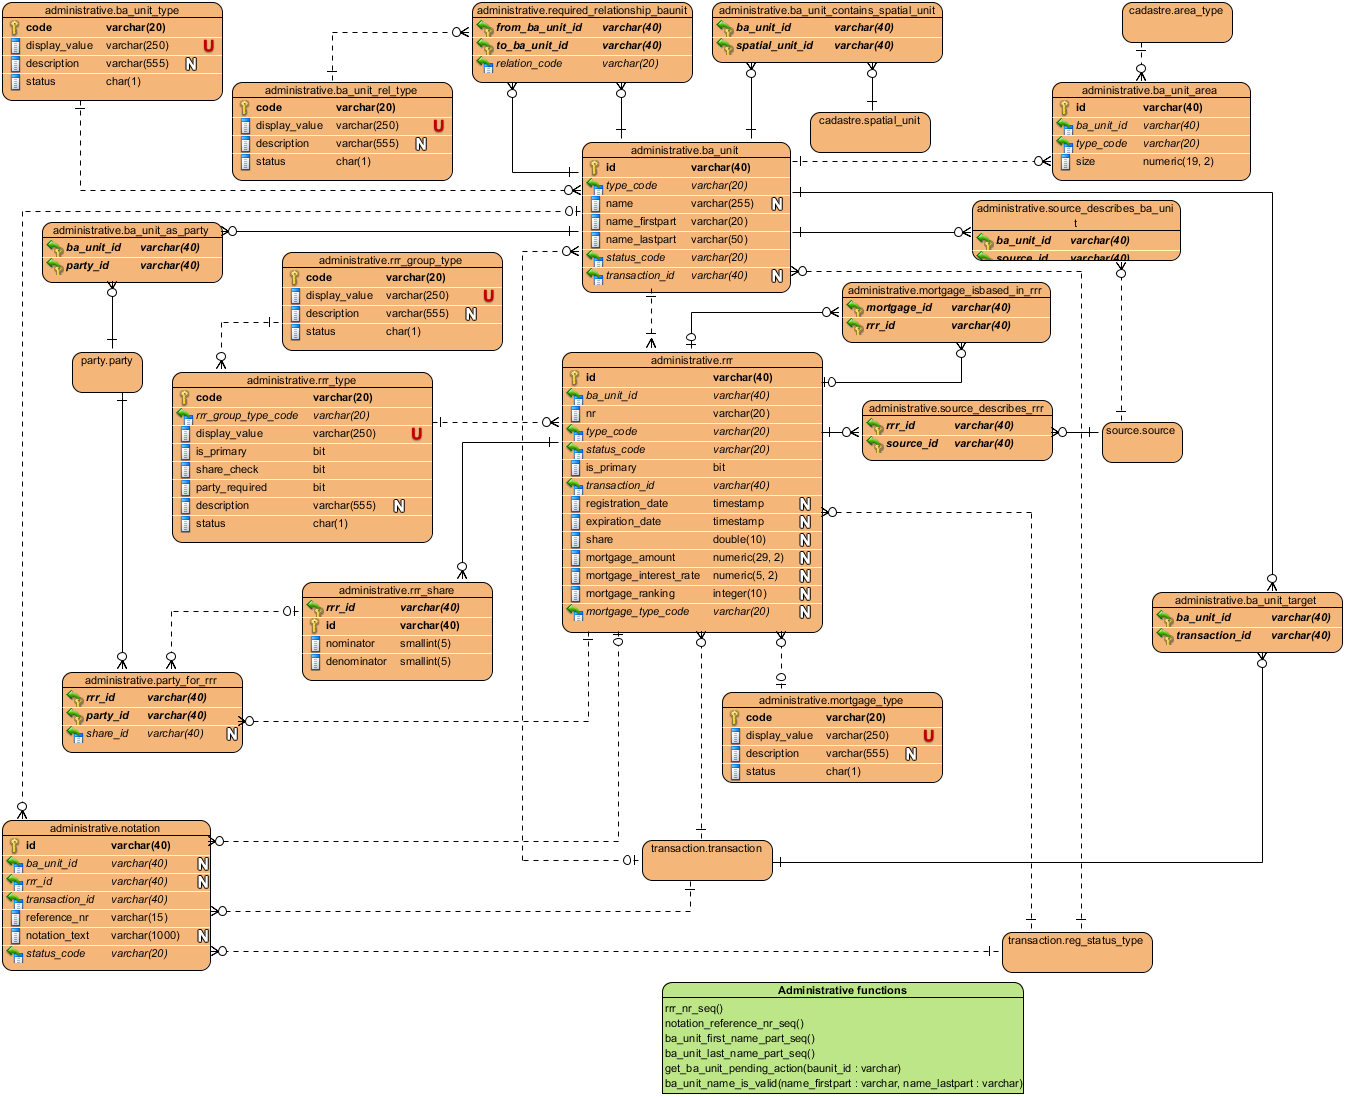 administrative.ba_unit_type
code varchar(20)
display_value varchar(250) U
description varchar(555) N
status char(1)
administrative.required_relationship_baunit
from_ba_unit_id varchar(40)
to_ba_unit_id varchar(40)
relation_code varchar(20)
administrative.ba_unit_contains_spatial_unit
ba_unit_id varchar(40)
spatial_unit_id varchar(40)
cadastre.area_type
administrative.ba_unit_rel_type
code varchar(20)
display_value varchar(250) U
description varchar(555) N
status char(1)
cadastre.spatial_unit
administrative.ba_unit_area
id varchar(40)
ba_unit_id varchar(40)
type_code varchar(20)
size numeric(19, 2)
administrative.ba_unit
id varchar(40)
type_code varchar(20)
name varchar(255) N
name_firstpart varchar(20)
name_lastpart varchar(50)
status_code varchar(20)
transaction_id varchar(40) N
administrative.source_describes_ba_uni
t
ba_unit_id varchar(40)
source_id varchar(40)
administrative.ba_unit_as_party
ba_unit_id varchar(40)
party_id varchar(40)
administrative.rrr_group_type
code varchar(20)
display_value varchar(250) U
description varchar(555) N
status char(1)
administrative.mortgage_isbased_in_rrr
mortgage_id varchar(40)
rrr_id varchar(40)
party.party
administrative.rrr_type
code varchar(20)
rrr_group_type_code varchar(20)
display_value varchar(250) U
is_primary bit
share_check bit
party_required bit
description varchar(555) N
status char(1)
administrative.rrr
id varchar(40)
ba_unit_id varchar(40)
nr varchar(20)
type_code varchar(20)
status_code varchar(20)
is_primary bit
transaction_id varchar(40)
registration_date timestamp N
expiration_date timestamp N
share double(10) N
mortgage_amount numeric(29, 2) N
mortgage_interest_rate numeric(5, 2) N
mortgage_ranking integer(10) N
mortgage_type_code varchar(20) N
administrative.source_describes_rrr
rrr_id varchar(40)
source_id varchar(40)
source.source
administrative.rrr_share
rrr_id varchar(40)
id varchar(40)
nominator smallint(5)
denominator smallint(5)
administrative.ba_unit_target
ba_unit_id varchar(40)
transaction_id varchar(40)
administrative.party_for_rrr
rrr_id varchar(40)
party_id varchar(40)
share_id varchar(40) N
administrative.mortgage_type
code varchar(20)
display_value varchar(250) U
description varchar(555) N
status char(1)
administrative.notation
id varchar(40)
ba_unit_id varchar(40) N
rrr_id varchar(40) N
transaction_id varchar(40)
reference_nr varchar(15)
notation_text varchar(1000) N
status_code varchar(20)
transaction.transaction
transaction.reg_status_type
Administrative functions
rrr_nr_seq()
notation_reference_nr_seq()
ba_unit_first_name_part_seq()
ba_unit_last_name_part_seq()
get_ba_unit_pending_action(baunit_id : varchar)
ba_unit_name_is_valid(name_firstpart : varchar, name_lastpart : varchar)